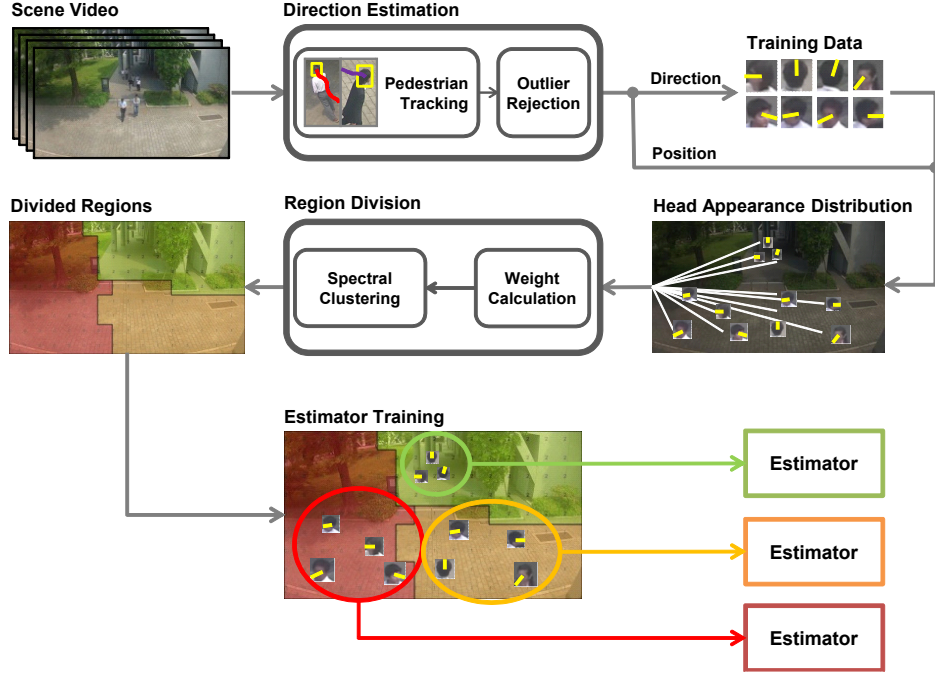 Scene Video
Direction Estimation
Training Data
Pedestrian
Tracking
Outlier
Rejection
Direction
Position
Divided Regions
Region Division
Head Appearance Distribution
Spectral
Clustering
Weight
Calculation
Estimator Training
Estimator
Estimator
Estimator